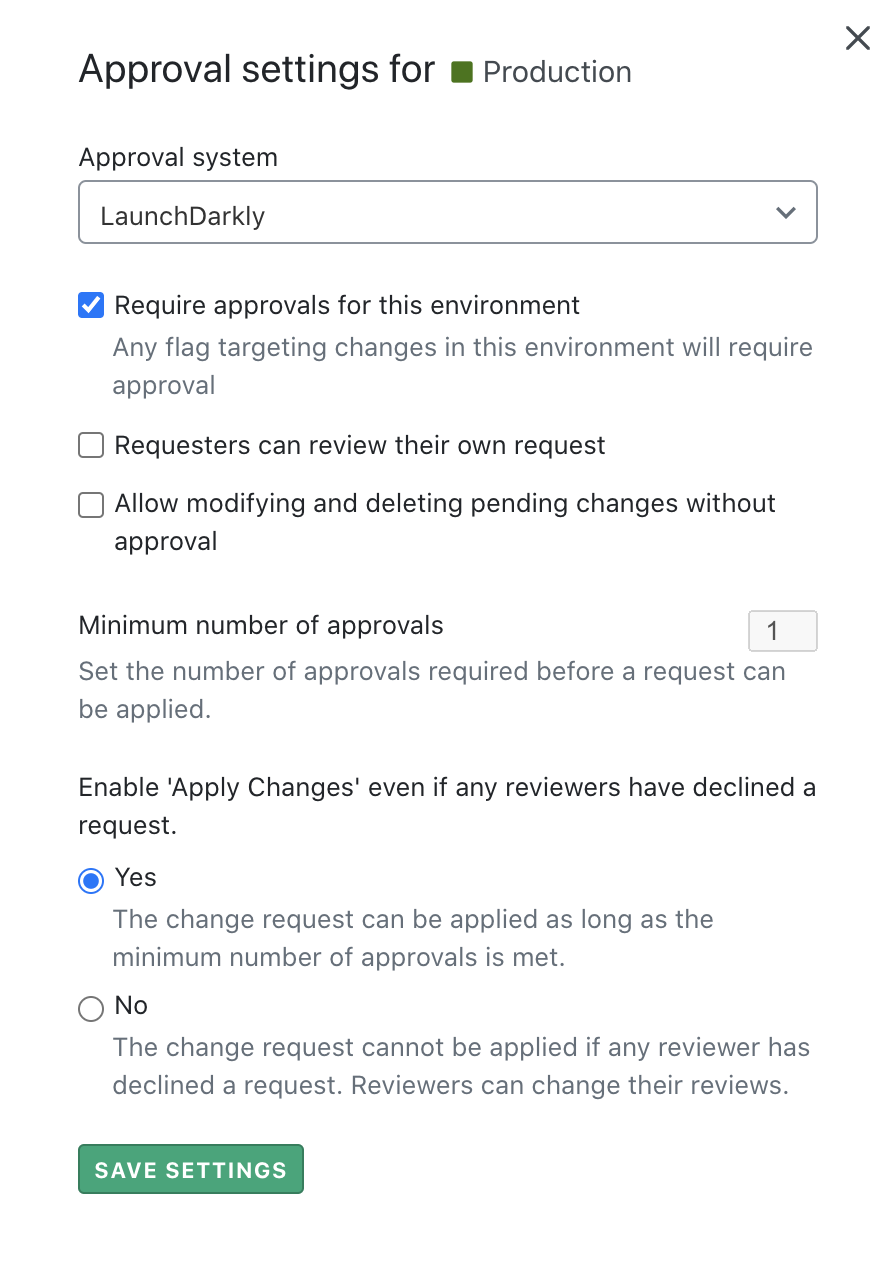 Approval settings for Production
Approval system
LaunchDarkly
Require approvals for this environment
Any flag targeting changes in this environment will require
approval
Requesters can review their own request
Allow modifying and deleting pending changes without
approval
Minimum number of approvals 1
Set the number of approvals required before a request can
be applied.
Enable 'Apply Changes' even if any reviewers have declined a
request.
Yes
The change request can be applied as long as the
minimum number of approvals is met.
No
The change request cannot be applied if any reviewer has
declined a request. Reviewers can change their reviews.
SAVE SETTINGS